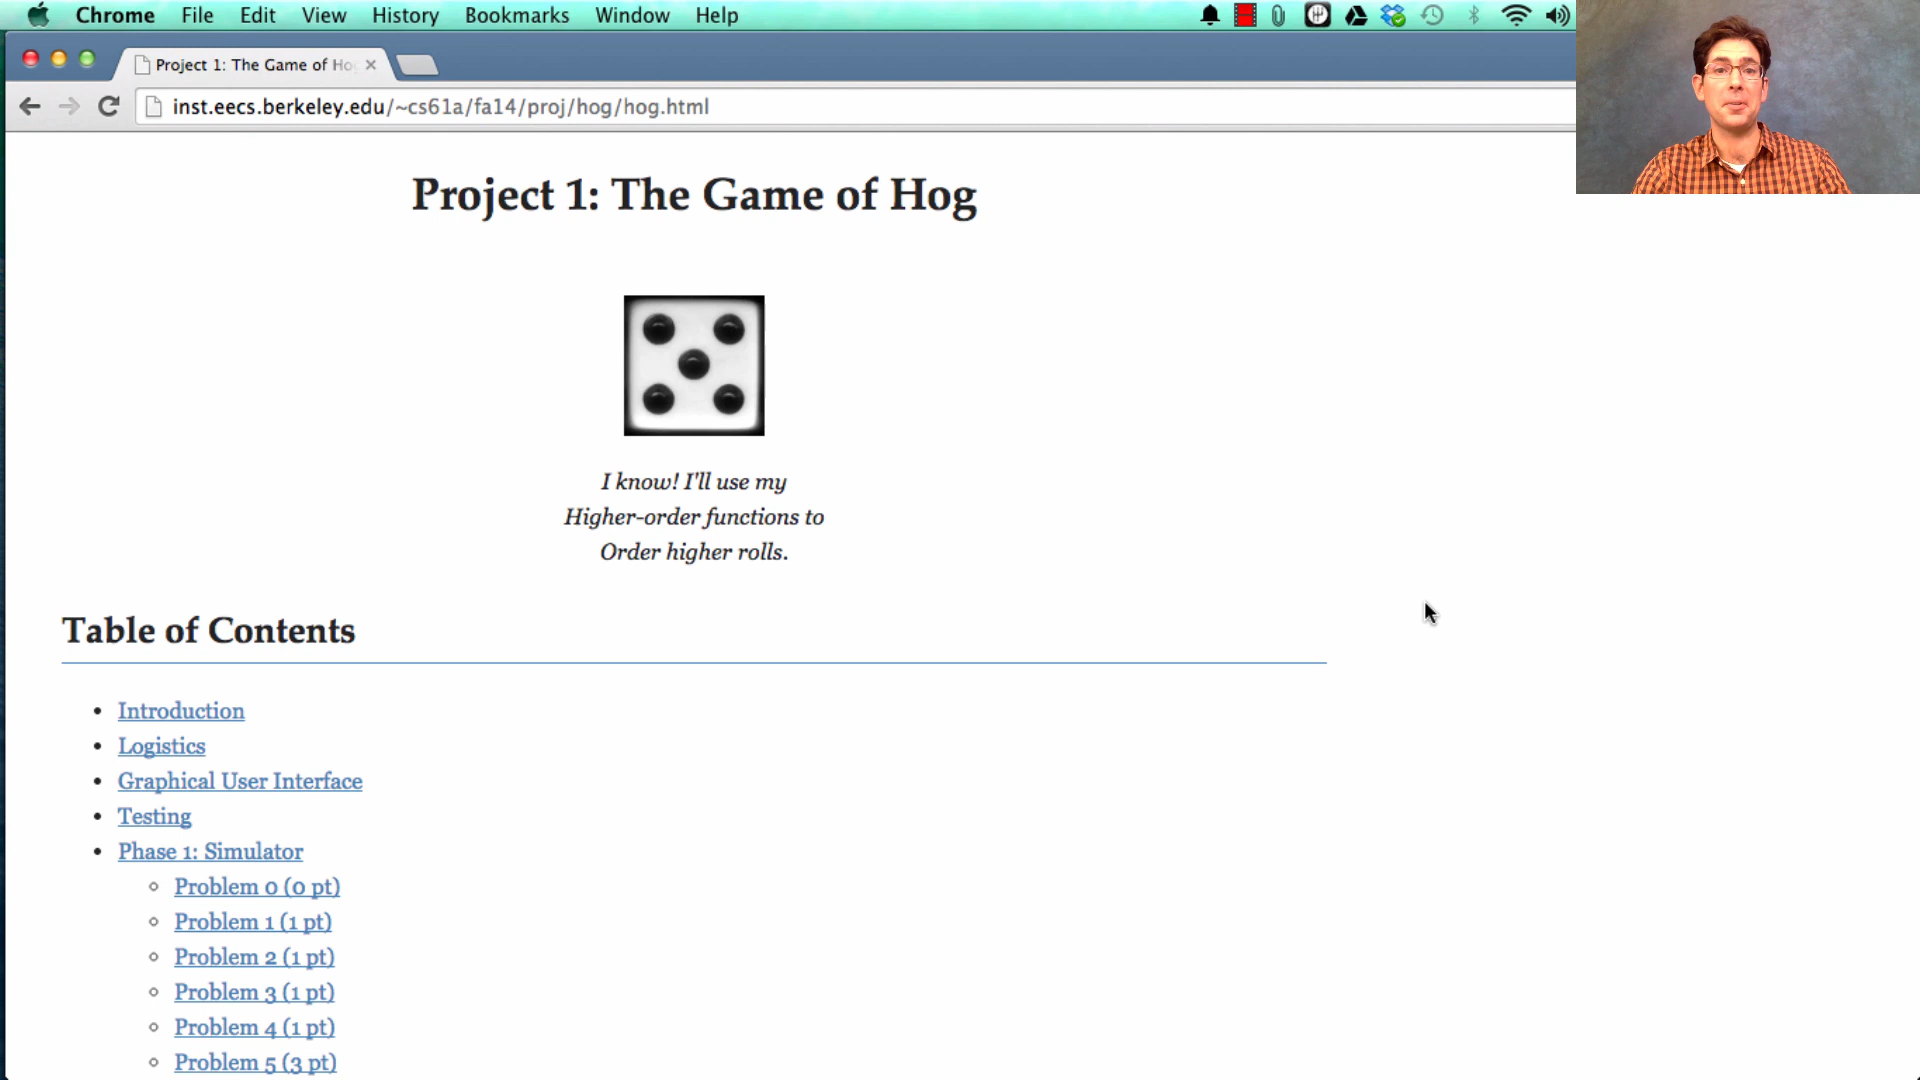 Chrome File Edit View History Bookmarks Window Help
Project 1: The Game of Ho
inst.eecs.berkeley.edu/~cs61a/fa14/proj/hog/hog.html
Project 1: The Game of Hog
I know! I'll use my
Higher-order functions to
Order higher rolls.
Table of Contents
Introduction
Logistics
Graphical User Interface
Testing
Phase 1: Simulator
Problem 0 (0 pt)
Problem 1 (1 pt)
Problem 2 (1 pt)
Problem 3 (1 pt)
Problem 4 (1 pt)
Problem 5 (3 pt)